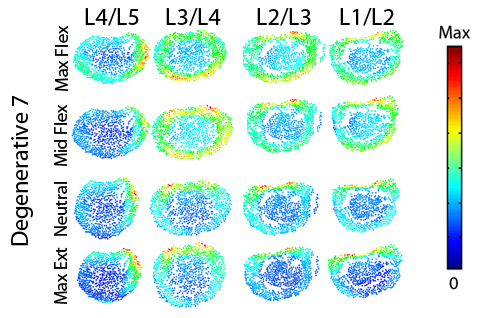 L4/L5 L3/L4 L2/L3 L1/L2
Max
Degenerative 7
Max Flex
Mid Flex
Neutral
Max Ext
0